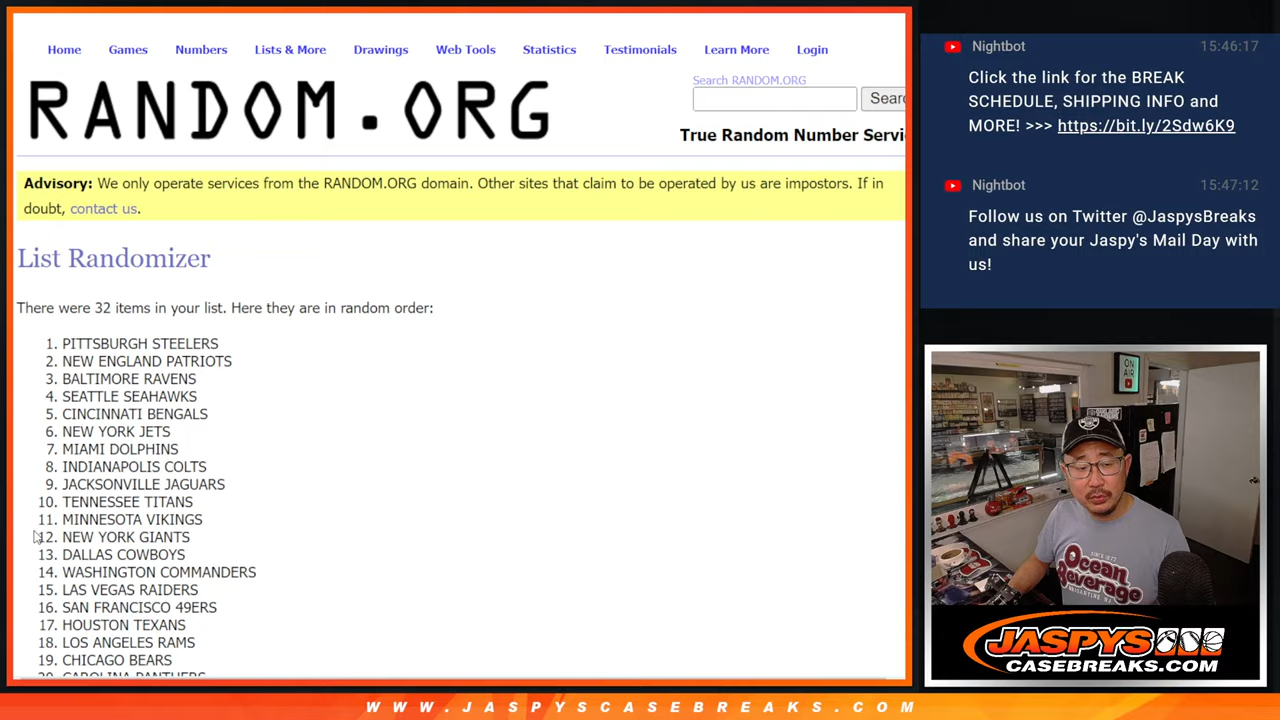 Home Games Numbers Lists & More Drawings Web Tools Statistics Testimonials Learn More Login
RANDOM.ORG
Search RANDOM.ORG
Sear
True Random Number Servi
Advisory: We only operate services from the RANDOM.ORG domain. Other sites that claim to be operated by us are impostors. If in
doubt, contact us.
List Randomizer
There were 32 items in your list. Here they are in random order:
1. PITTSBURGH STEELERS
2. NEW ENGLAND PATRIOTS
3. BALTIMORE RAVENS
4. SEATTLE SEAHAWKS
5. CINCINNATI BENGALS
6. NEW YORK JETS
7. MIAMI DOLPHINS
8. INDIANAPOLIS COLTS
9. JACKSONVILLE JAGUARS
10. TENNESSEE TITANS
11. MINNESOTA VIKINGS
12. NEW YORK GIANTS
13. DALLAS COWBOYS
14. WASHINGTON COMMANDERS
15. LAS VEGAS RAIDERS
16. SAN FRANCISCO 49ERS
17. HOUSTON TEXANS
18. LOS ANGELES RAMS
19. CHICAGO BEARS
20. CAROLINA PANTHERS
Nightbot 15:46:17
Click the link for the BREAK
SCHEDULE, SHIPPING INFO and
MORE! >>> https://bit.ly/2Sdw6K9
Nightbot 15:47:12
Follow us on Twitter @JaspysBreaks
and share your Jaspy's Mail Day with
us!
ON
AIR
Ocean
Beverage
JASPYS
CASEBREAKS.COM
WWW.JASPYSCASEBREAKS.COM